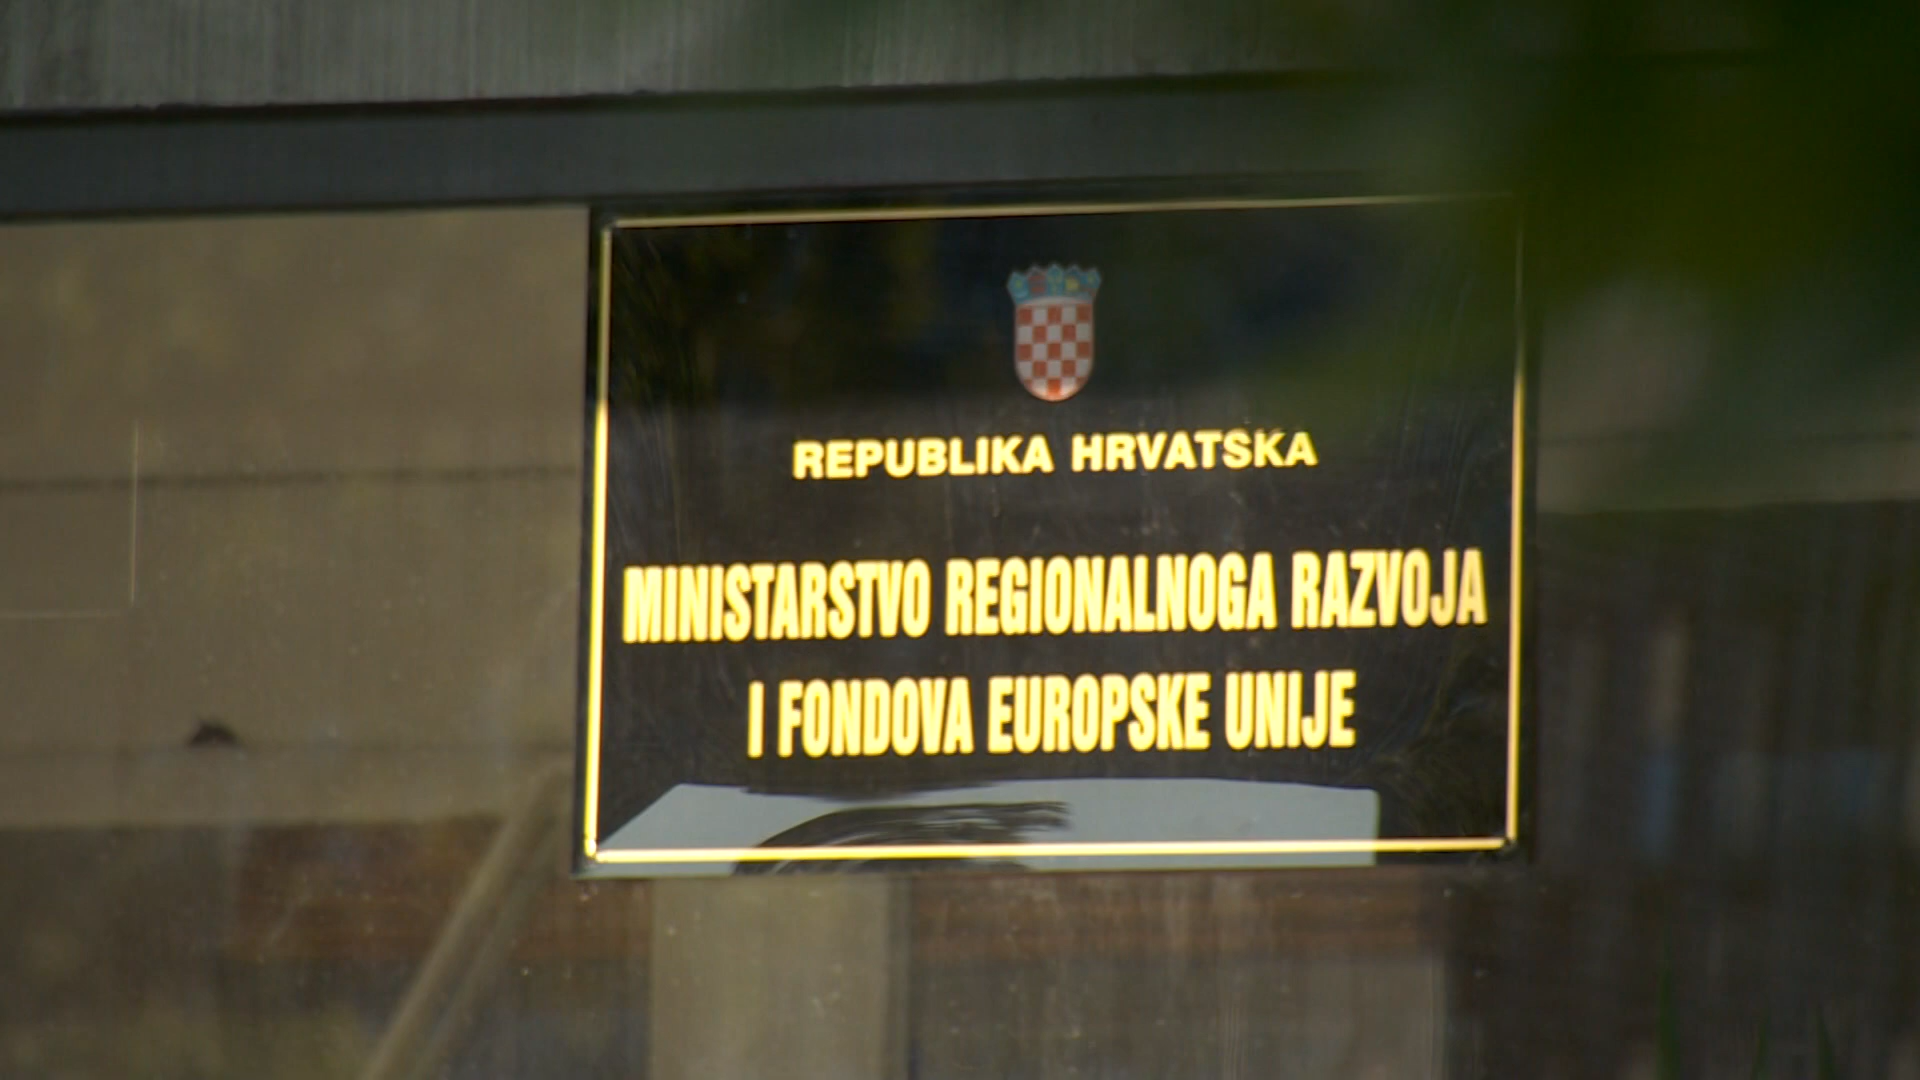 REPUBLIKA HRVATSKA
MINISTARSTVO REGIONALNOGA RAZVOJA
I FONDOVA EUROPSKE UNIJE